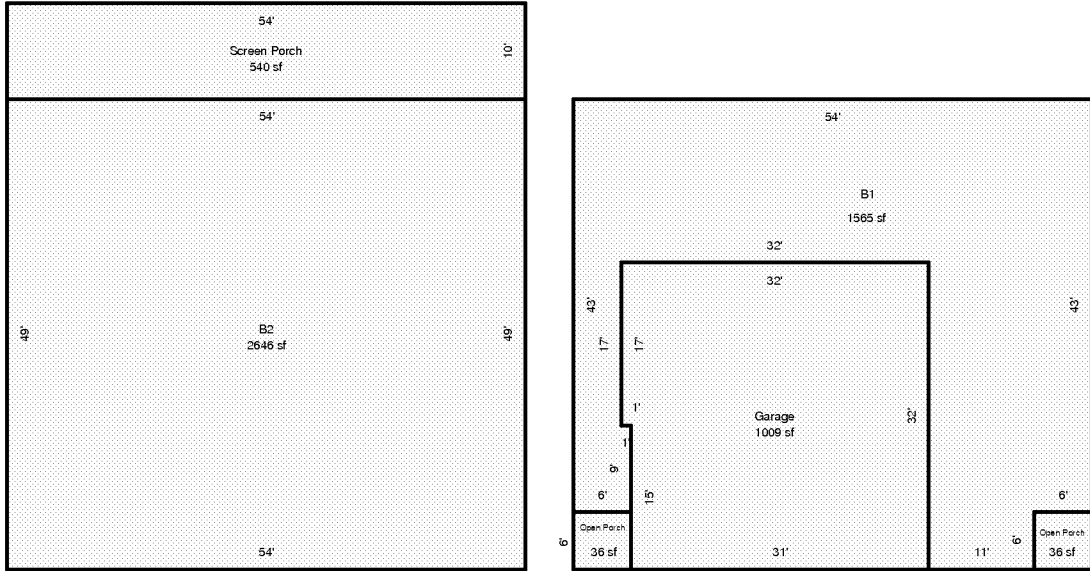 54'
Screen Porch
540 sf
10'
54'
49'
B2
2646 sf
49'
54'
54'
B1
1565 sf
32'
32'
43'
17'
17'
43'
1'
Garage
1009 sf
32'
1'
9'
6'
15'
6'
Open Porch
36 sf
6'
31'
11'
6'
Open Porch
36 sf